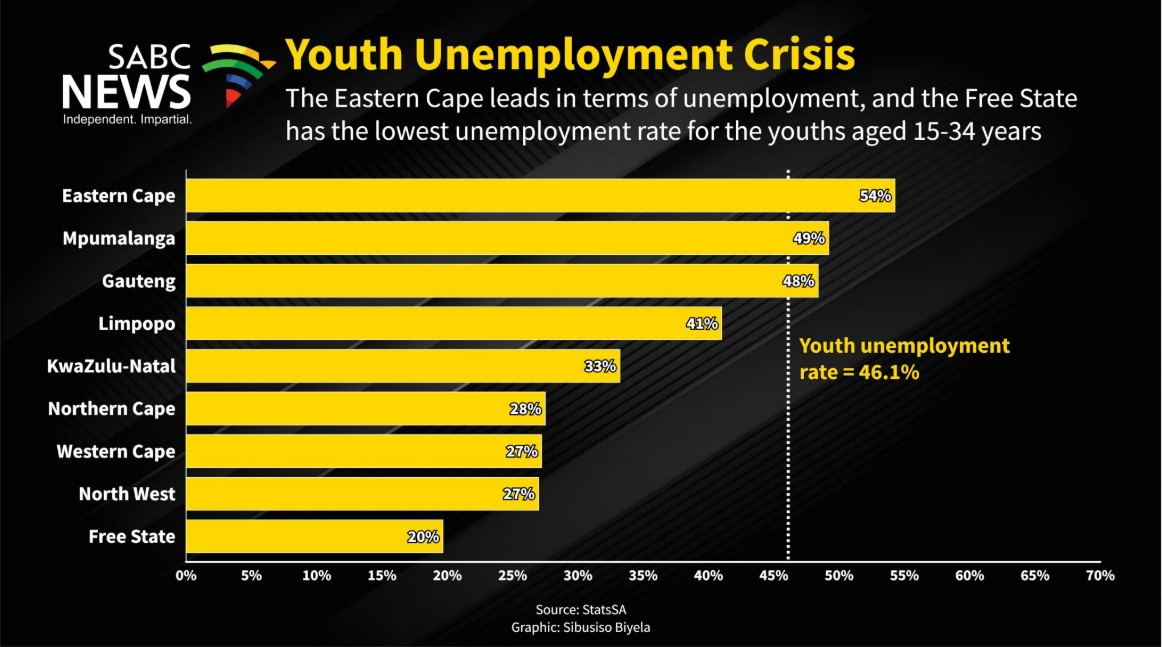 SABC
NEWS
Independent. Impartial.
Youth Unemployment Crisis
The Eastern Cape leads in terms of unemployment, and the Free State
has the lowest unemployment rate for the youths aged 15-34 years
Eastern Cape 54%
Mpumalanga 49%
Gauteng 48%
Limpopo 41%
KwaZulu-Natal 33%
Northern Cape 28%
Western Cape 27%
North West 27%
Free State 20%
Youth unemployment
rate = 46.1%
0% 5% 10% 15% 20% 25% 30% 35% 40% 45% 50% 55% 60% 65% 70%
Source: StatsSA
Graphic: Sibusiso Biyela